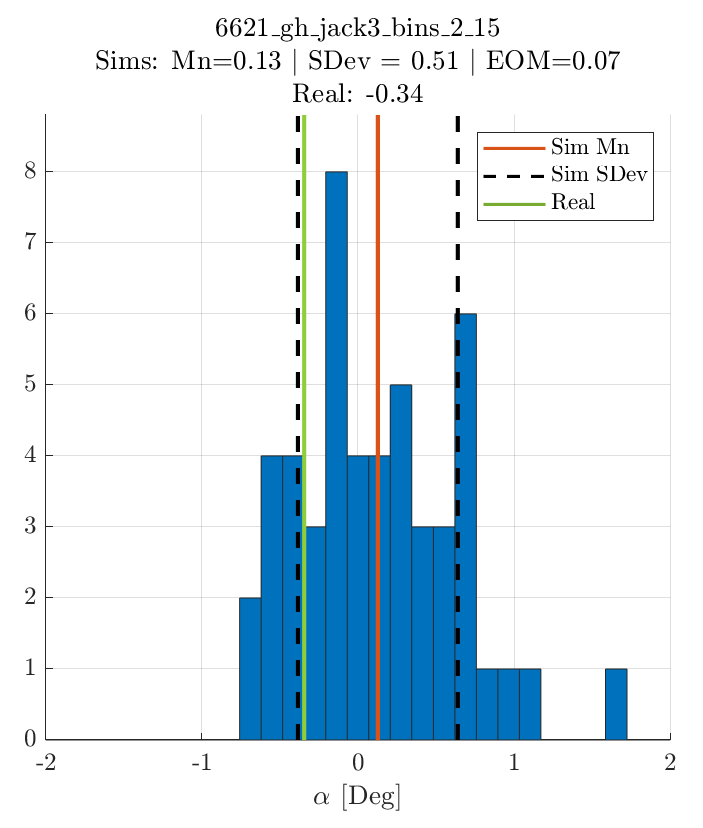 6621_gh_jack3_bins_2_15
Sims: Mn=0.13 | SDev = 0.51 | EOM=0.07
Real: -0.34
Sim Mn
Sim SDev
Real
8
7
6
5
4
3
2
1
0
-2 -1 0 1 2
α [Deg]